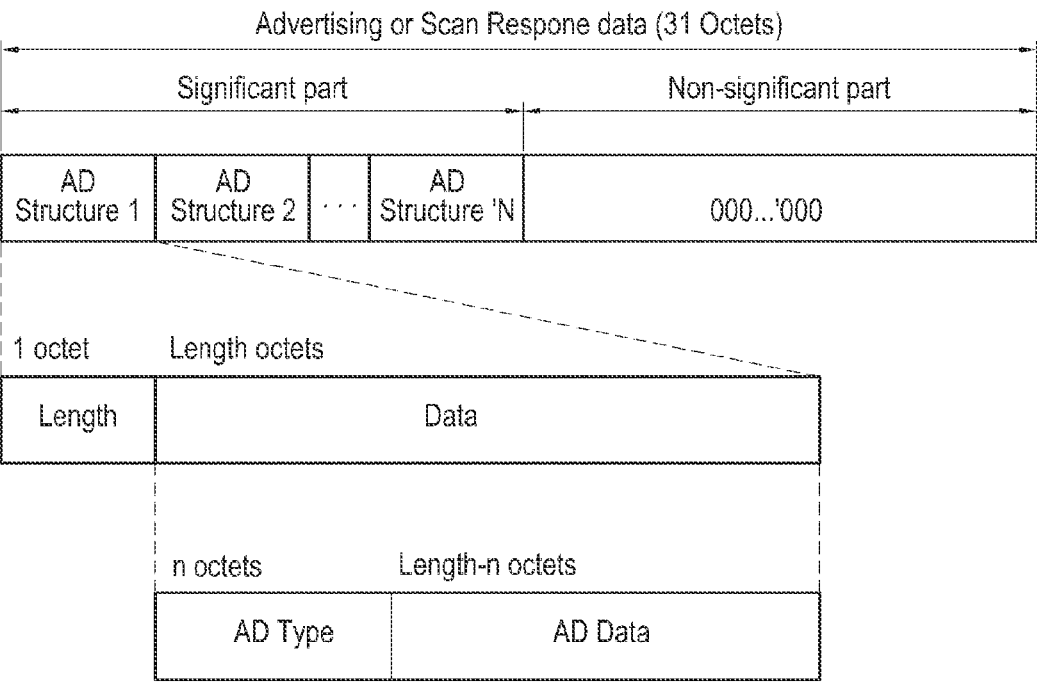 Advertising or Scan Respone data (31 Octets)
Significant part
Non-significant part
AD
Structure 1
AD
Structure 2
...
AD
Structure 'N
000...'000
1 octet
Length octets
Length
Data
n octets
Length-n octets
AD Type
AD Data